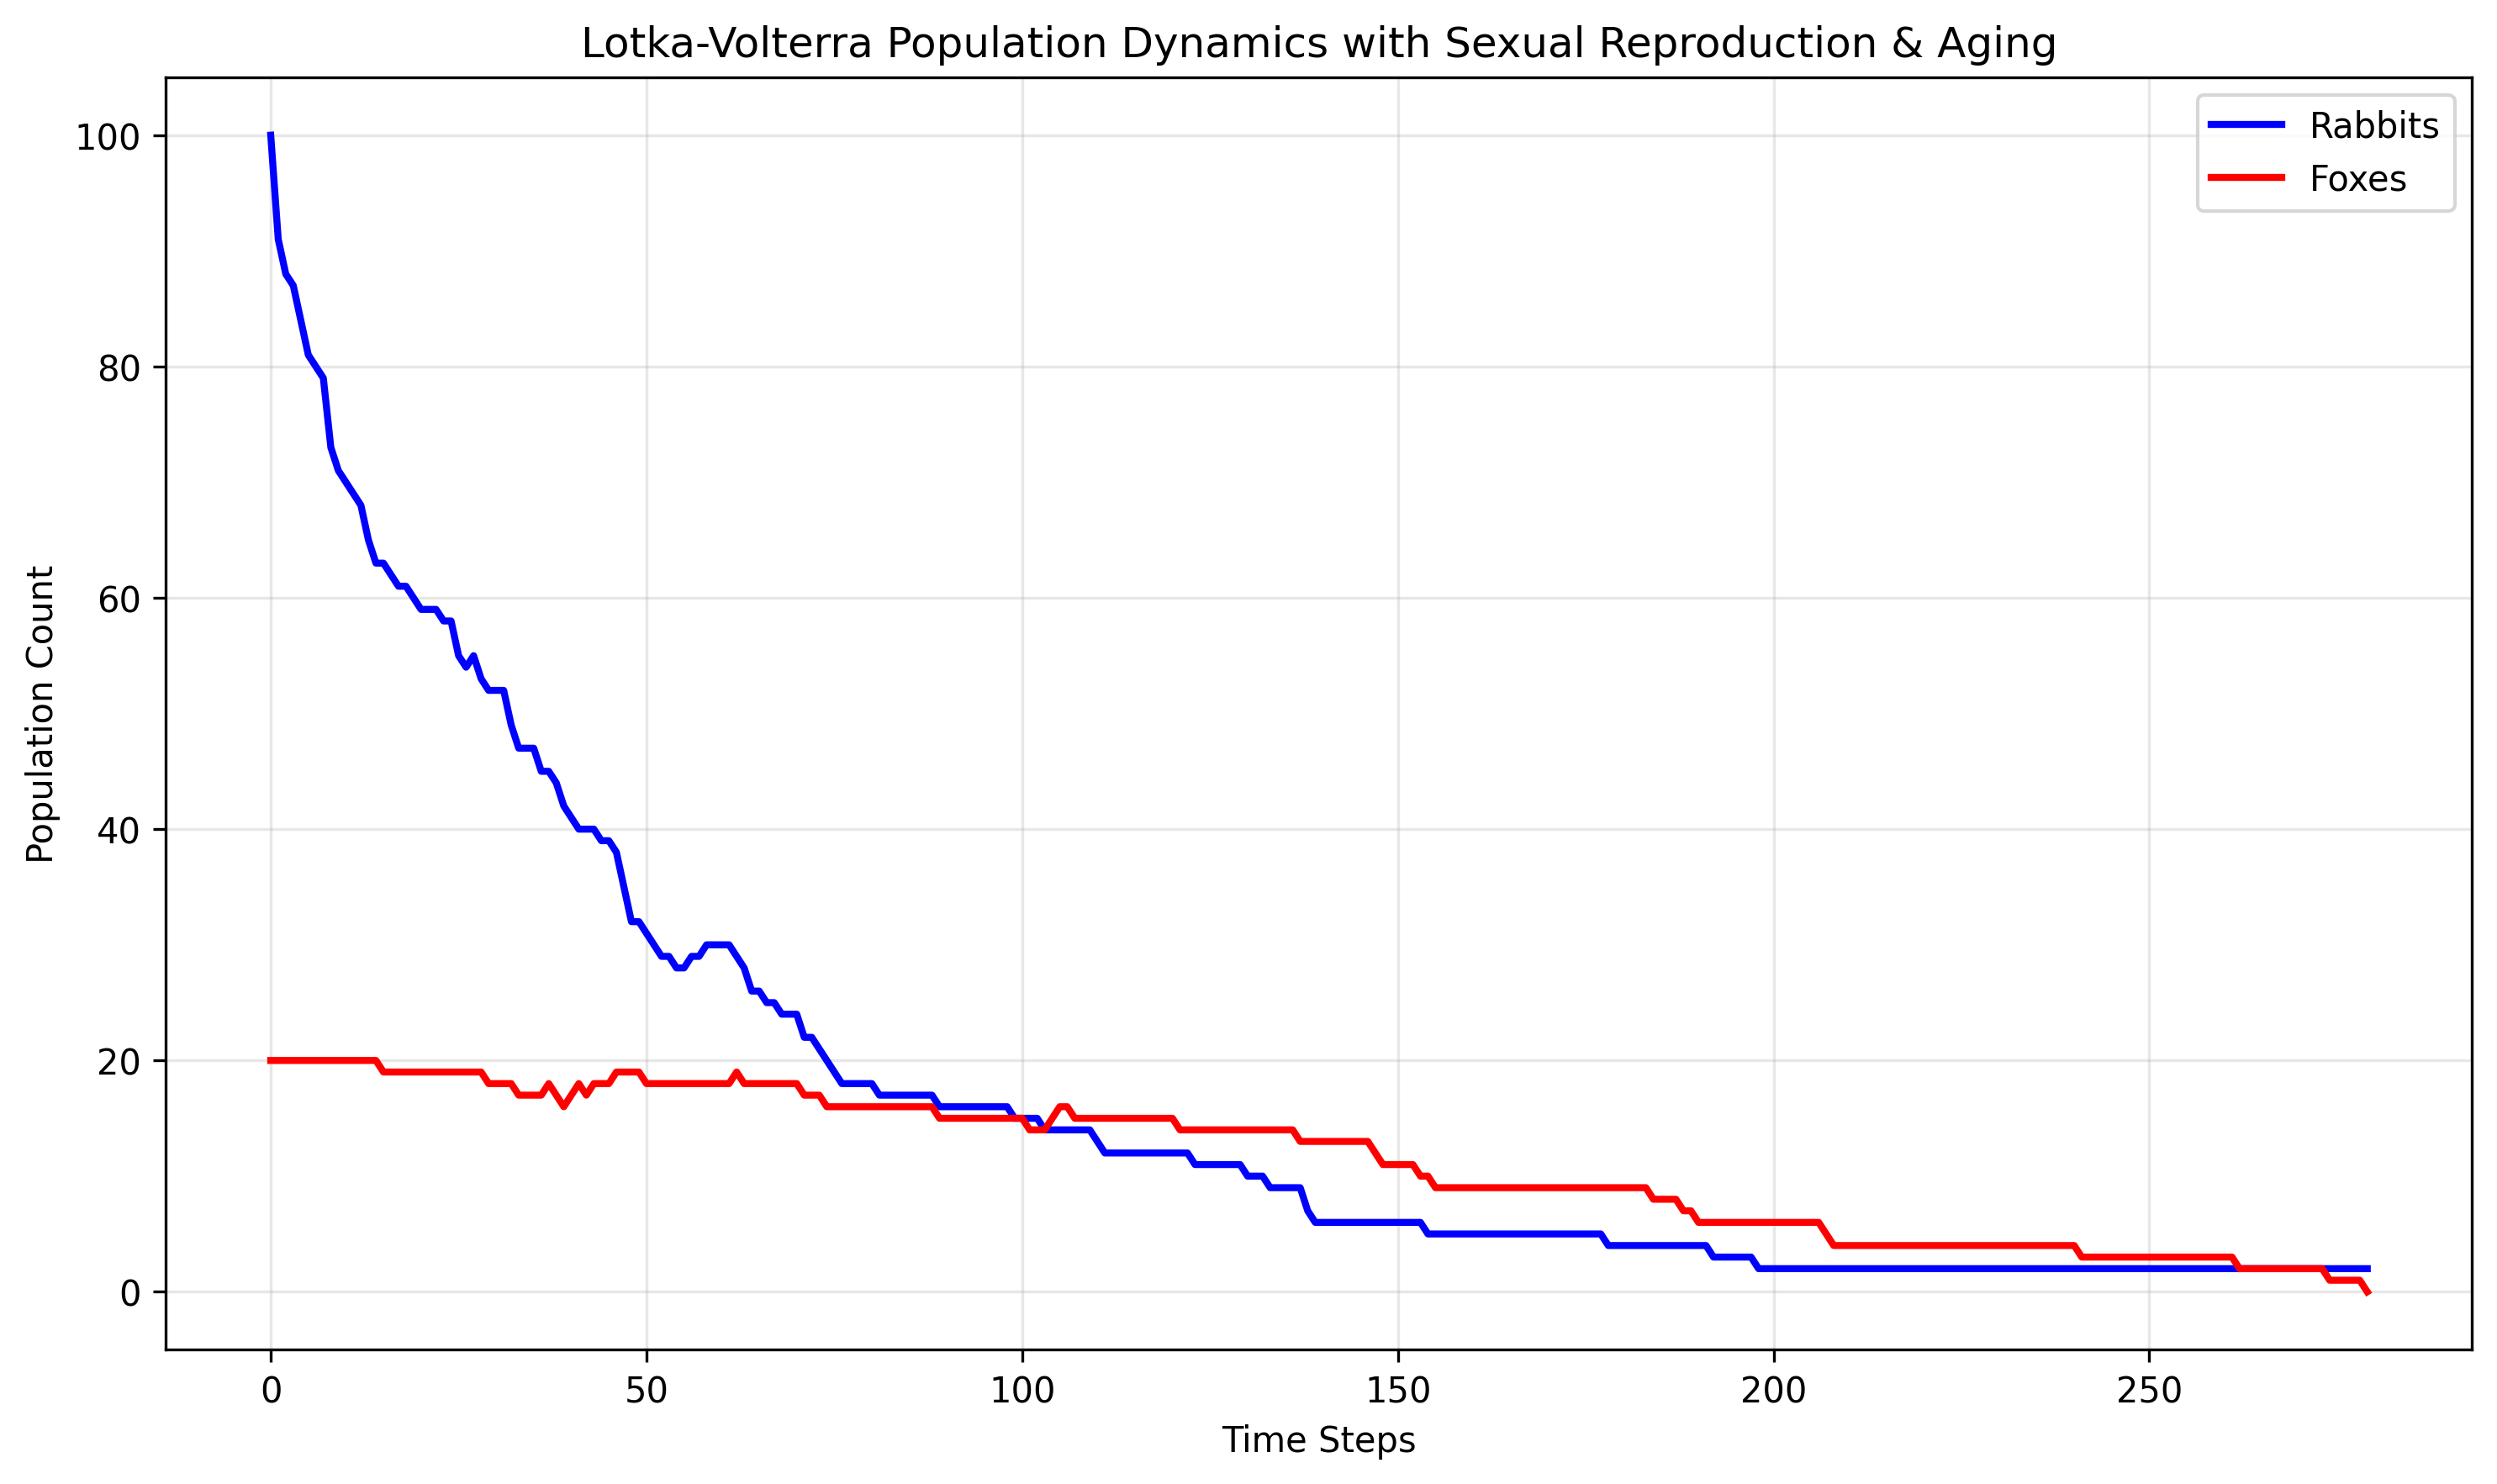 Lotka-Volterra Population Dynamics with Sexual Reproduction & Aging
Rabbits
Foxes
Population Count
100
80
60
40
20
0
0 50 100 150 200 250
Time Steps